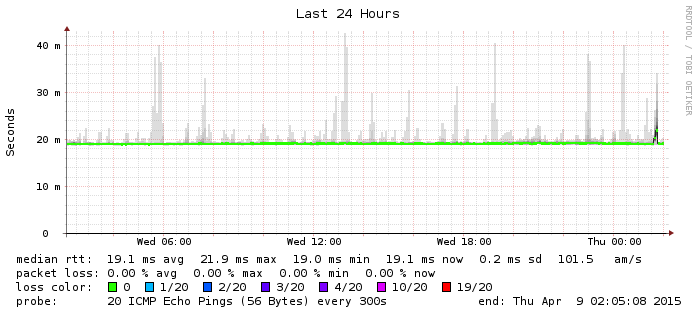 Last 24 Hours
RRDTOOL / TOBI OETIKER
Seconds
40 m
30 m
20 m
10 m
0
Wed 06:00 Wed 12:00 Wed 18:00 Thu 00:00
median rtt: 19.1 ms avg 21.9 ms max 19.0 ms min 19.1 ms now 0.2 ms sd 101.5 am/s
packet loss: 0.00 % avg 0.00 % max 0.00 % min 0.00 % now
loss color: 0 1/20 2/20 3/20 4/20 10/20 19/20
probe: 20 ICMP Echo Pings (56 Bytes) every 300s end: Thu Apr 9 02:05:08 2015